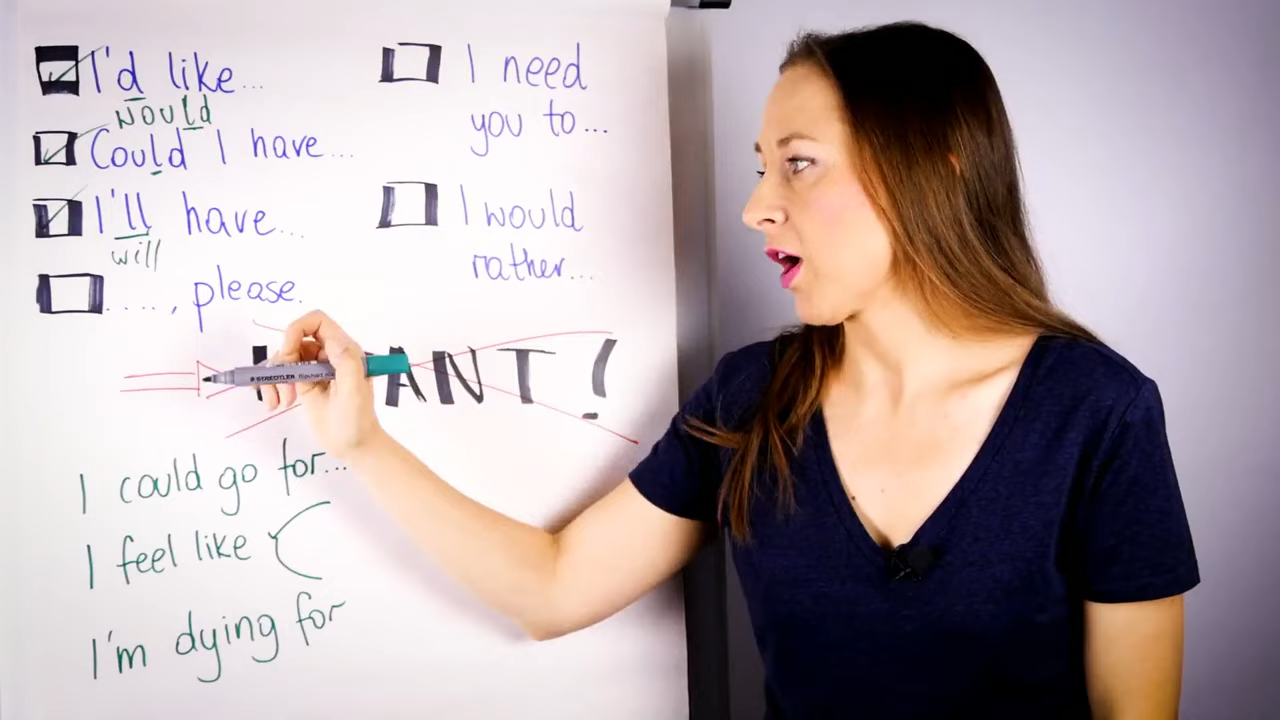 I'd like...
would
Could I have...
I'll have...
will
....., please.
I need
you to...
I would
rather...
ANT!
I could go for...
I feel like
I'm dying for
STAEDTLER